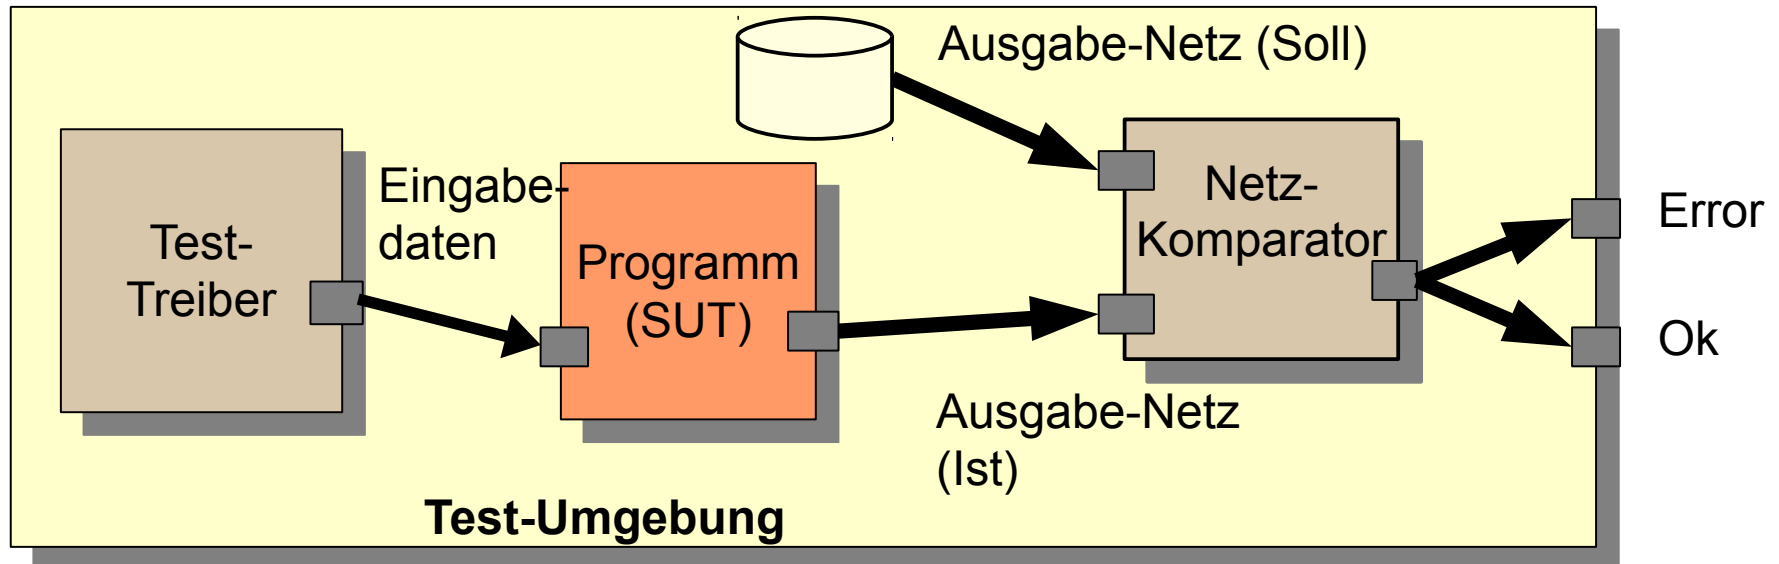 Ausgabe-Netz (Soll)
Test-
Treiber
Eingabe-
daten
Programm
(SUT)
Netz-
Komparator
Error
Ok
Ausgabe-Netz
(Ist)
Test-Umgebung